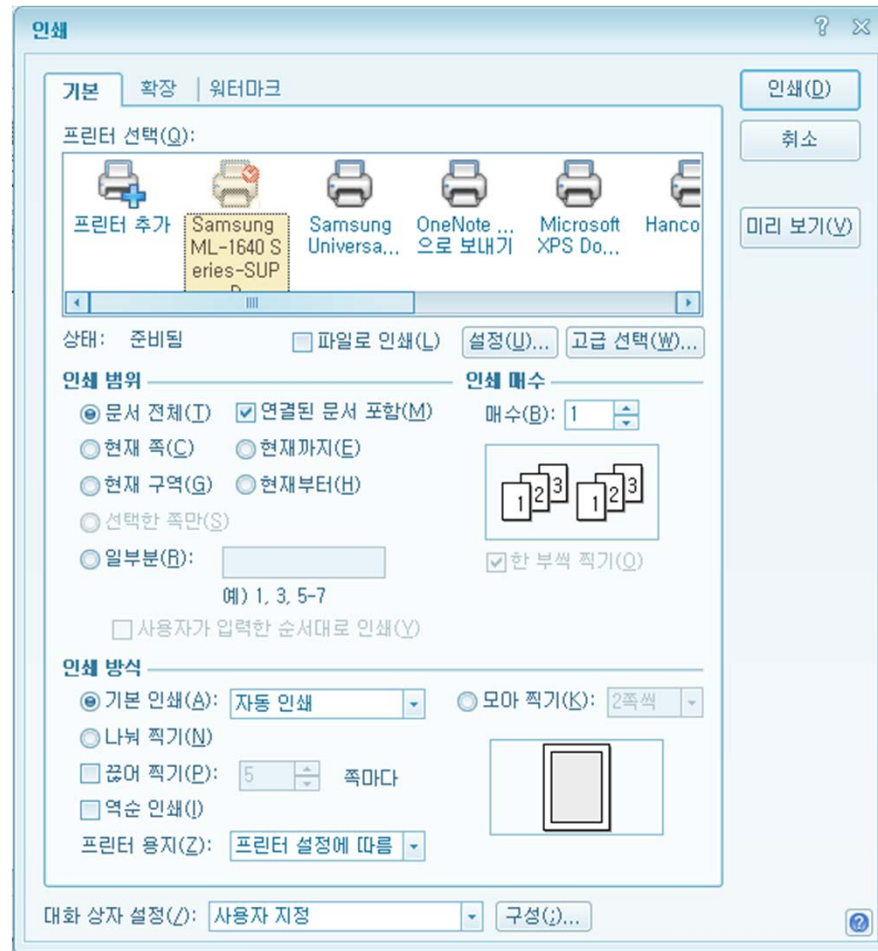 인쇄
기본 확장 워터마크
인쇄(D)
취소
미리 보기(V)
프린터 선택(Q):
프린터 추가
Samsung ML-1640 Series-SUP
Samsung Universa...
OneNote ... 으로 보내기
Microsoft XPS Do...
Hanco
상태: 준비됨 파일로 인쇄(L) 설정(U)... 고급 선택(W)...
인쇄 범위
문서 전체(T) 연결된 문서 포함(M)
현재 쪽(C) 현재까지(E)
현재 구역(G) 현재부터(H)
선택한 쪽만(S)
일부분(R):
예) 1, 3, 5-7
사용자가 입력한 순서대로 인쇄(Y)
인쇄 매수
매수(B): 1
1 2 3 1 2 3
한 부씩 찍기(O)
인쇄 방식
기본 인쇄(A): 자동 인쇄
모아 찍기(K): 2쪽씩
나눠 찍기(N)
끊어 찍기(P): 5 쪽마다
역순 인쇄(I)
프린터 용지(Z): 프린터 설정에 따름
대화 상자 설정(/): 사용자 지정 구성(;)...